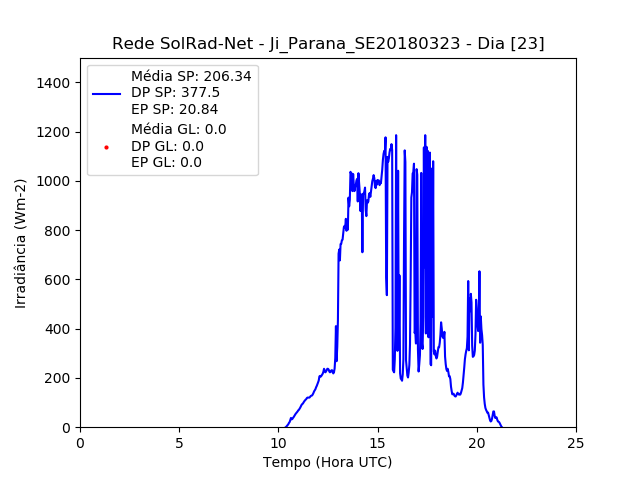 Rede SolRad-Net - Ji_Parana_SE20180323 - Dia [23]
Média SP: 206.34
DP SP: 377.5
EP SP: 20.84
Média GL: 0.0
DP GL: 0.0
EP GL: 0.0
Irradiância (Wm-2)
1400
1200
1000
800
600
400
200
0
0 5 10 15 20 25
Tempo (Hora UTC)